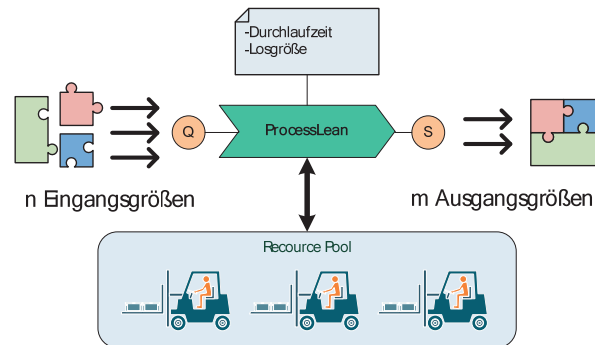 -Durchlaufzeit
-Losgröße
Q
ProcessLean
S
n Eingangsgrößen
m Ausgangsgrößen
Recource Pool